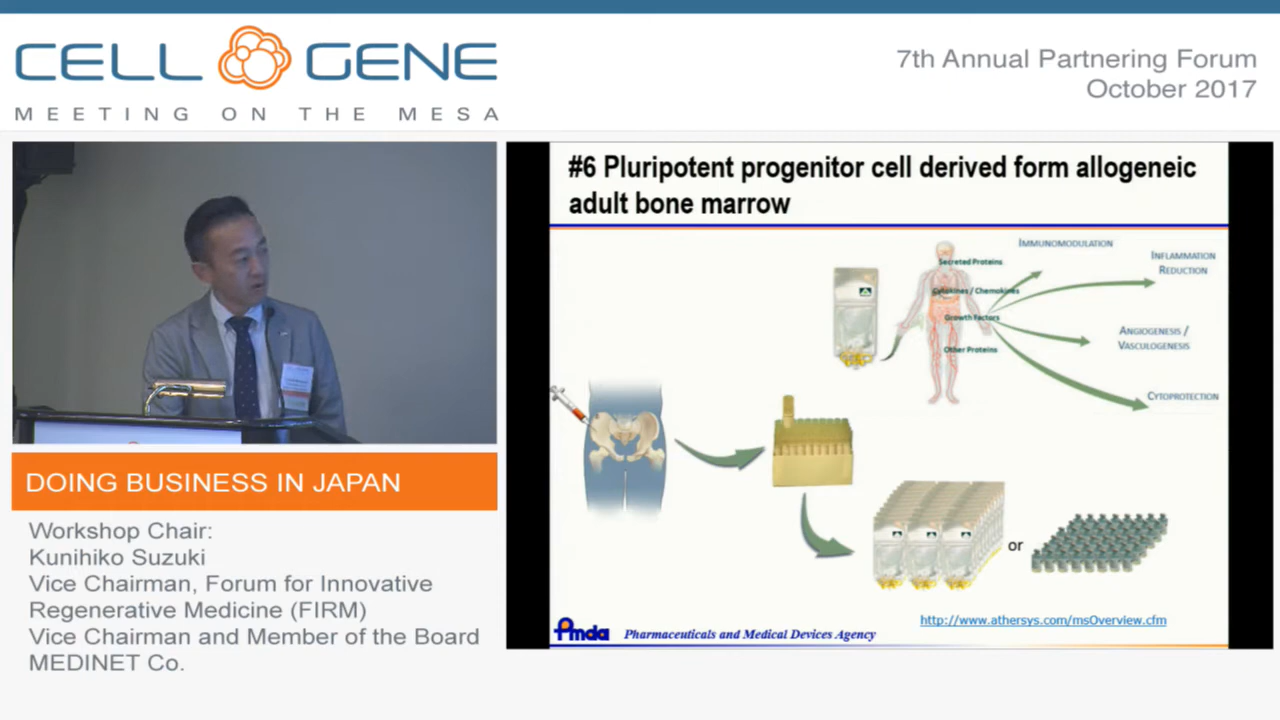 CELL GENE
MEETING ON THE MESA
7th Annual Partnering Forum
October 2017
#6 Pluripotent progenitor cell derived form allogeneic
adult bone marrow
Secreted Proteins
Cytokines / Chemokines
Growth Factors
Other Proteins
IMMUNOMODULATION
INFLAMMATION
REDUCTION
ANGIOGENESIS /
VASCULOGENESIS
CYTOPROTECTION
or
http://www.athersys.com/msOverview.cfm
Pmda
Pharmaceuticals and Medical Devices Agency
DOING BUSINESS IN JAPAN
Workshop Chair:
Kunihiko Suzuki
Vice Chairman, Forum for Innovative
Regenerative Medicine (FIRM)
Vice Chairman and Member of the Board
MEDINET Co.